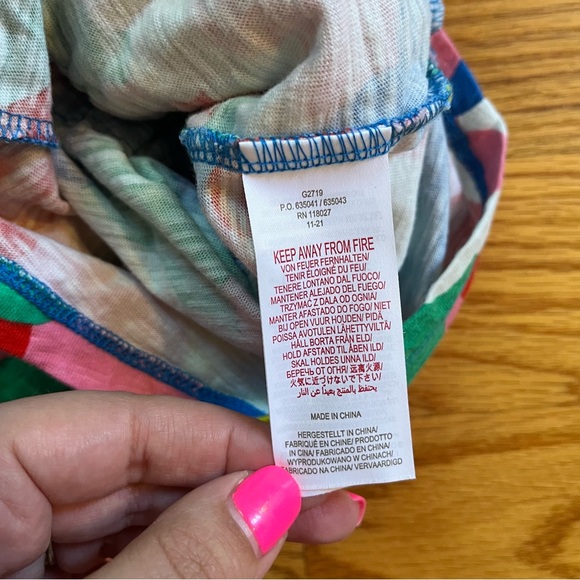 G2719
P.O. 635041 / 635043
RN 118027
11-21
KEEP AWAY FROM FIRE
VON FEUER FERNHALTEN/
TENIR ÉLOIGNÉ DU FEU/
TENERE LONTANO DAL FUOCO/
MANTENER ALEJADO DEL FUEGO/
TRZYMAĆ Z DALA OD OGNIA/
MANTER AFASTADO DO FOGO/ NIET
BIJ OPEN VUUR HOUDEN/ PIDÄ
POISSA AVOTULEN LÄHETTYVILTÄ/
HÅLL BORTA FRÅN ELD/
HOLD AFSTAND TIL ÅBEN ILD/
SKAL HOLDES UNNA ILD/
БЕРЕЧЬ ОТ ОГНЯ/ 远离火源/
火気に近づけないで下さい/
يحتفظ بالمنتج بعيداً عن النار
MADE IN CHINA
HERGESTELLT IN CHINA/
FABRIQUÉ EN CHINE/ PRODOTTO
IN CINA/ FABRICADO EN CHINA/
WYPRODUKOWANO W CHINACH/
FABRICADO NA CHINA/ VERVAARDIGD